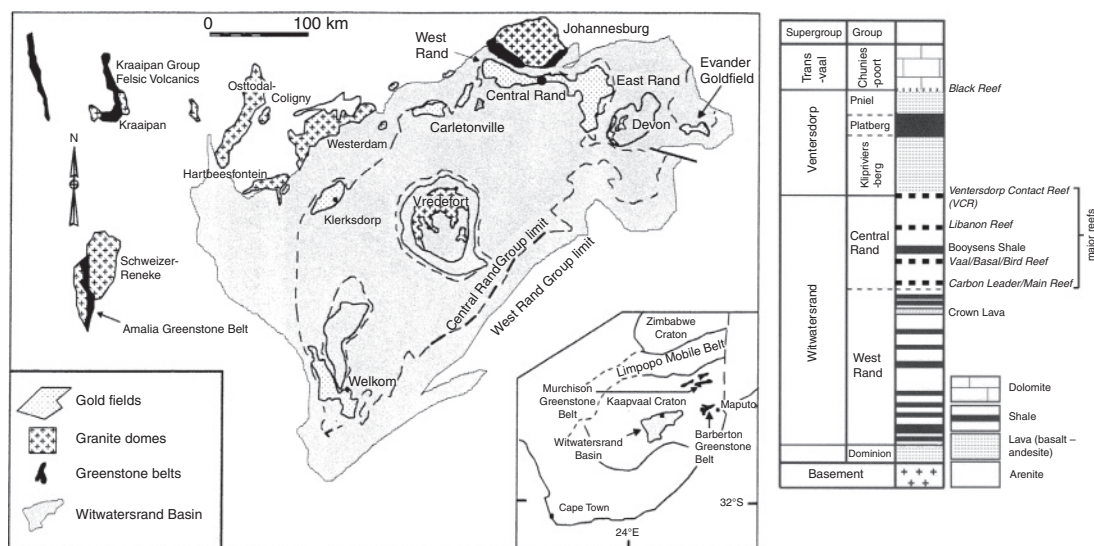 0 100 km
Johannesburg
West
Rand
Kraaipan Group
Felsic Volcanics
Evander
Goldfield
Osttodal-
Coligny
East Rand
Central Rand
Kraaipan
Carletonville
Devon
Westerdam
N
Hartbeesfontein
Klerksdorp
Vredefort
Schweizer-
Reneke
Central Rand Group limit
West Rand Group limit
Amalia Greenstone Belt
Welkom
Gold fields
Granite domes
Greenstone belts
Witwatersrand Basin
Zimbabwe
Craton
Limpopo Mobile Belt
Murchison
Greenstone
Belt
Kaapvaal Craton
Maputo
Witwatersrand
Basin
Barberton
Greenstone
Belt
32°S
Cape Town
24°E
Supergroup Group
Trans
-vaal
Chunies
-poort
Black Reef
Ventersdorp
Pniel
Platberg
Klipriviers
-berg
Ventersdorp Contact Reef
(VCR)
Libanon Reef
Central
Rand
Booysens Shale
Vaal/Basal/Bird Reef
Carbon Leader/Main Reef
major reefs
Crown Lava
Witwatersrand
West
Rand
Dominion
Basement
Dolomite
Shale
Lava (basalt –
andesite)
Arenite